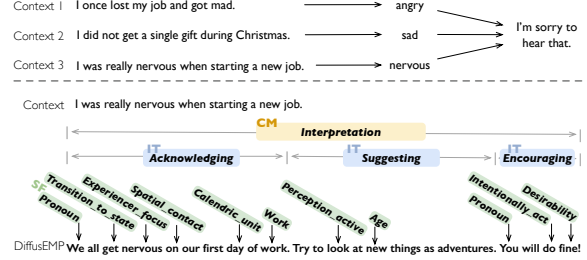 Context 1 I once lost my job and got mad. angry
Context 2 I did not get a single gift during Christmas. sad
I'm sorry to
hear that.
Context 3 I was really nervous when starting a new job. nervous
Context I was really nervous when starting a new job.
CM Interpretation
IT Acknowledging IT Suggesting IT Encouraging
SF Pronoun Transition_to_state Experiencer_focus Spatial_contact Calendric_unit Work Perception_active Age Pronoun Intentionally_act Desirability
DiffusEMP We all get nervous on our first day of work. Try to look at new things as adventures. You will do fine!